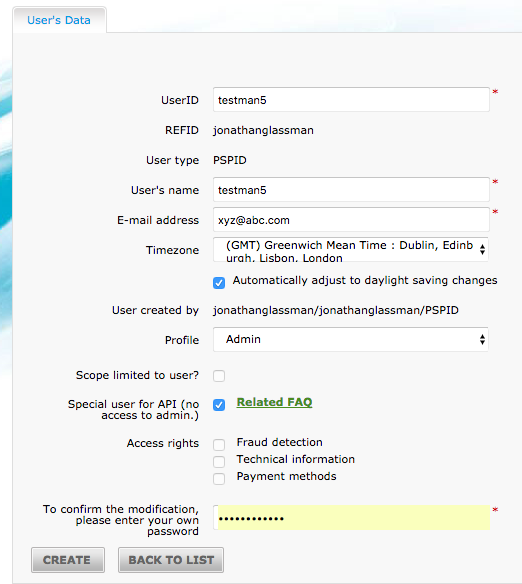 User's Data
UserID testman5 *
REFID jonathanglassman
User type PSPID
User's name testman5 *
E-mail address xyz@abc.com *
Timezone (GMT) Greenwich Mean Time : Dublin, Edinb
urgh, Lisbon, London
Automatically adjust to daylight saving changes
User created by jonathanglassman/jonathanglassman/PSPID
Profile Admin
Scope limited to user?
Special user for API (no
access to admin.) Related FAQ
Access rights Fraud detection
Technical information
Payment methods
To confirm the modification,
please enter your own
password •••••••••••• *
CREATE BACK TO LIST